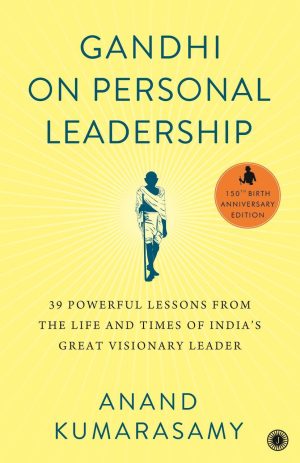 GANDHI
ON PERSONAL
LEADERSHIP
150TH BIRTH
ANNIVERSARY
EDITION
39 POWERFUL LESSONS FROM
THE LIFE AND TIMES OF INDIA'S
GREAT VISIONARY LEADER
ANAND
KUMARASAMY
J